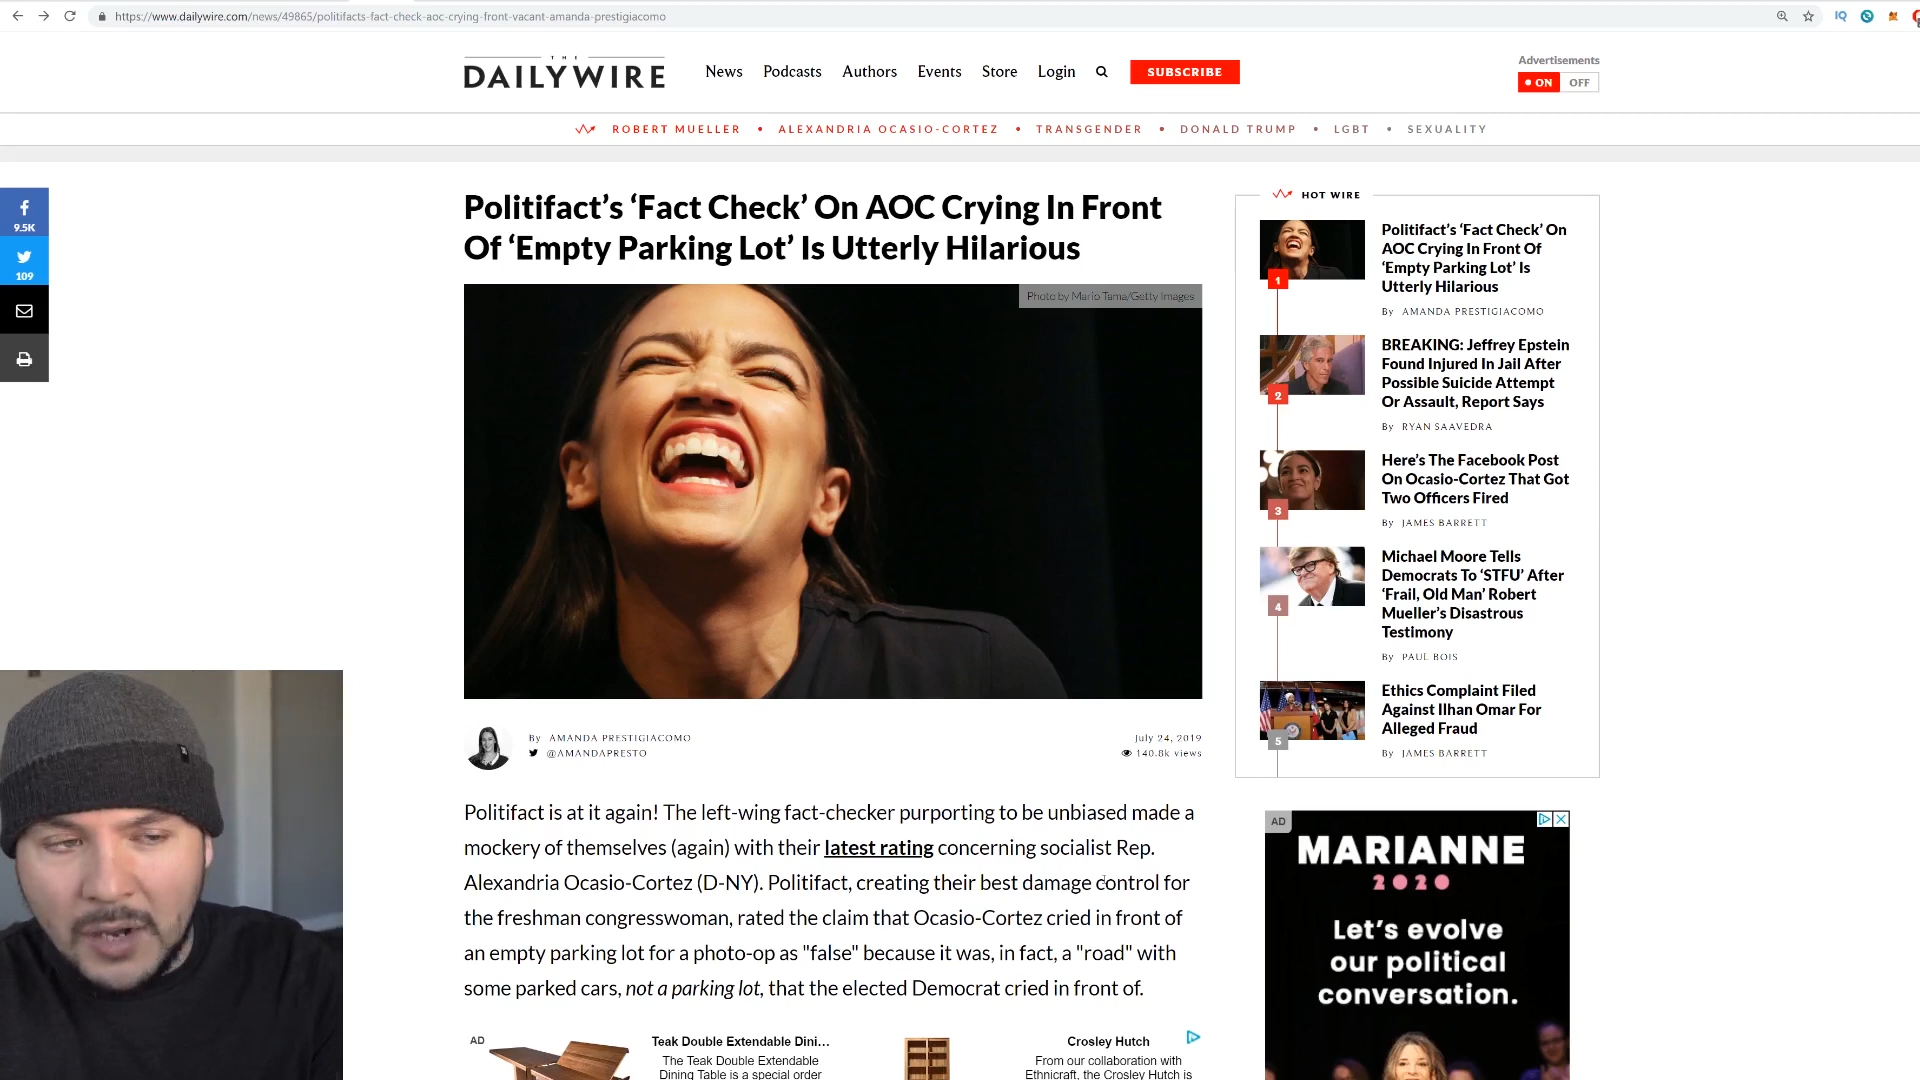 https://www.dailywire.com/news/49865/politifacts-fact-check-aoc-crying-front-vacant-amanda-prestigiacomo
IQ
THE
DAILYWIRE
News Podcasts Authors Events Store Login SUBSCRIBE
Advertisements
ON OFF
ROBERT MUELLER • ALEXANDRIA OCASIO-CORTEZ • TRANSGENDER • DONALD TRUMP • LGBT • SEXUALITY
9.5K
109
Politifact’s ‘Fact Check’ On AOC Crying In Front
Of ‘Empty Parking Lot’ Is Utterly Hilarious
Photo by Mario Tama/Getty Images
By AMANDA PRESTIGIACOMO
@AMANDAPRESTO
July 24, 2019
140.8k views
Politifact is at it again! The left-wing fact-checker purporting to be unbiased made a
mockery of themselves (again) with their latest rating concerning socialist Rep.
Alexandria Ocasio-Cortez (D-NY). Politifact, creating their best damage control for
the freshman congresswoman, rated the claim that Ocasio-Cortez cried in front of
an empty parking lot for a photo-op as "false" because it was, in fact, a "road" with
some parked cars, not a parking lot, that the elected Democrat cried in front of.
AD
Teak Double Extendable Dini...
The Teak Double Extendable
Dining Table is a special order
Crosley Hutch
From our collaboration with
Ethnicraft, the Crosley Hutch is
HOT WIRE
1
Politifact’s ‘Fact Check’ On
AOC Crying In Front Of
‘Empty Parking Lot’ Is
Utterly Hilarious
By AMANDA PRESTIGIACOMO
2
BREAKING: Jeffrey Epstein
Found Injured In Jail After
Possible Suicide Attempt
Or Assault, Report Says
By RYAN SAAVEDRA
3
Here’s The Facebook Post
On Ocasio-Cortez That Got
Two Officers Fired
By JAMES BARRETT
4
Michael Moore Tells
Democrats To ‘STFU’ After
‘Frail, Old Man’ Robert
Mueller’s Disastrous
Testimony
By PAUL BOIS
5
Ethics Complaint Filed
Against Ilhan Omar For
Alleged Fraud
By JAMES BARRETT
AD
MARIANNE
2020
Let’s evolve
our political
conversation.